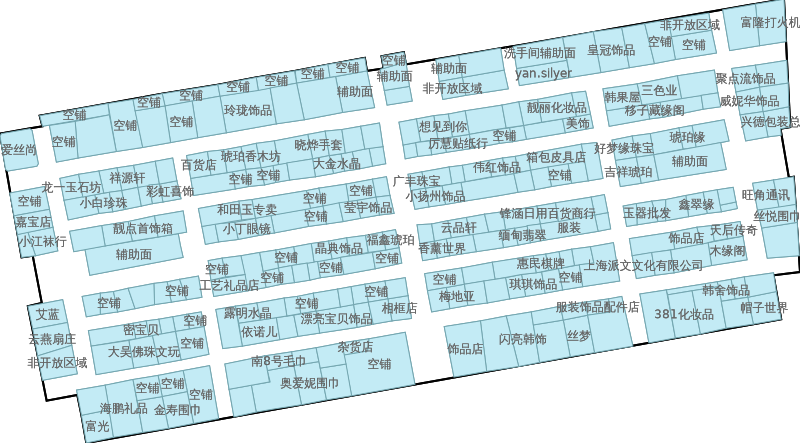 非开放区域
富隆打火机
洗手间辅助面
皇冠饰品
空铺
空铺
空铺
辅助面
辅助面
yan.silyer
非开放区域
空铺
空铺
空铺
空铺
空铺
空铺
空铺
辅助面
聚点流饰品
韩果屋
三色业
威妮华饰品
移子藏缘阁
兴德包装总
空铺
空铺
空铺
玲珑饰品
靓丽化妆品
美饰
想见到你
空铺
厉慧贴纸行
爱丝尚
晓烨手套
琥珀香木坊
大金水晶
百货店
空铺
空铺
琥珀缘
好梦缘珠宝
辅助面
吉祥琥珀
箱包皮具店
伟红饰品
空铺
广丰珠宝
小扬州饰品
祥源轩
龙一玉石坊
彩虹喜饰
小白珍珠
空铺
嘉宝店
小江袜行
空铺
空铺
莹宇饰品
和田玉专卖
空铺
小丁眼镜
旺角通讯
丝悦围巾
鑫翠缘
玉器批发
锋涵日用百货商行
云品轩
服装
缅甸翡翠
香薰世界
靓点首饰箱
辅助面
福鑫琥珀
晶典饰品
空铺
空铺
空铺
空铺
空铺
工艺礼品店
天后传奇
饰品店
木缘阁
上海派文文化有限公司
惠民棋牌
空铺
空铺
琪琪饰品
梅地亚
空铺
空铺
空铺
空铺
相框店
露明水晶
漂亮宝贝饰品
依诺儿
韩舍饰品
帽子世界
381化妆品
服装饰品配件店
艾蓝
云燕扇庄
非开放区域
空铺
密宝贝
空铺
大吴佛珠文玩
丝梦
闪亮韩饰
饰品店
杂货店
南8号毛巾
空铺
奥爱妮围巾
空铺
空铺
空铺
海鹏礼品
金寿围巾
富光